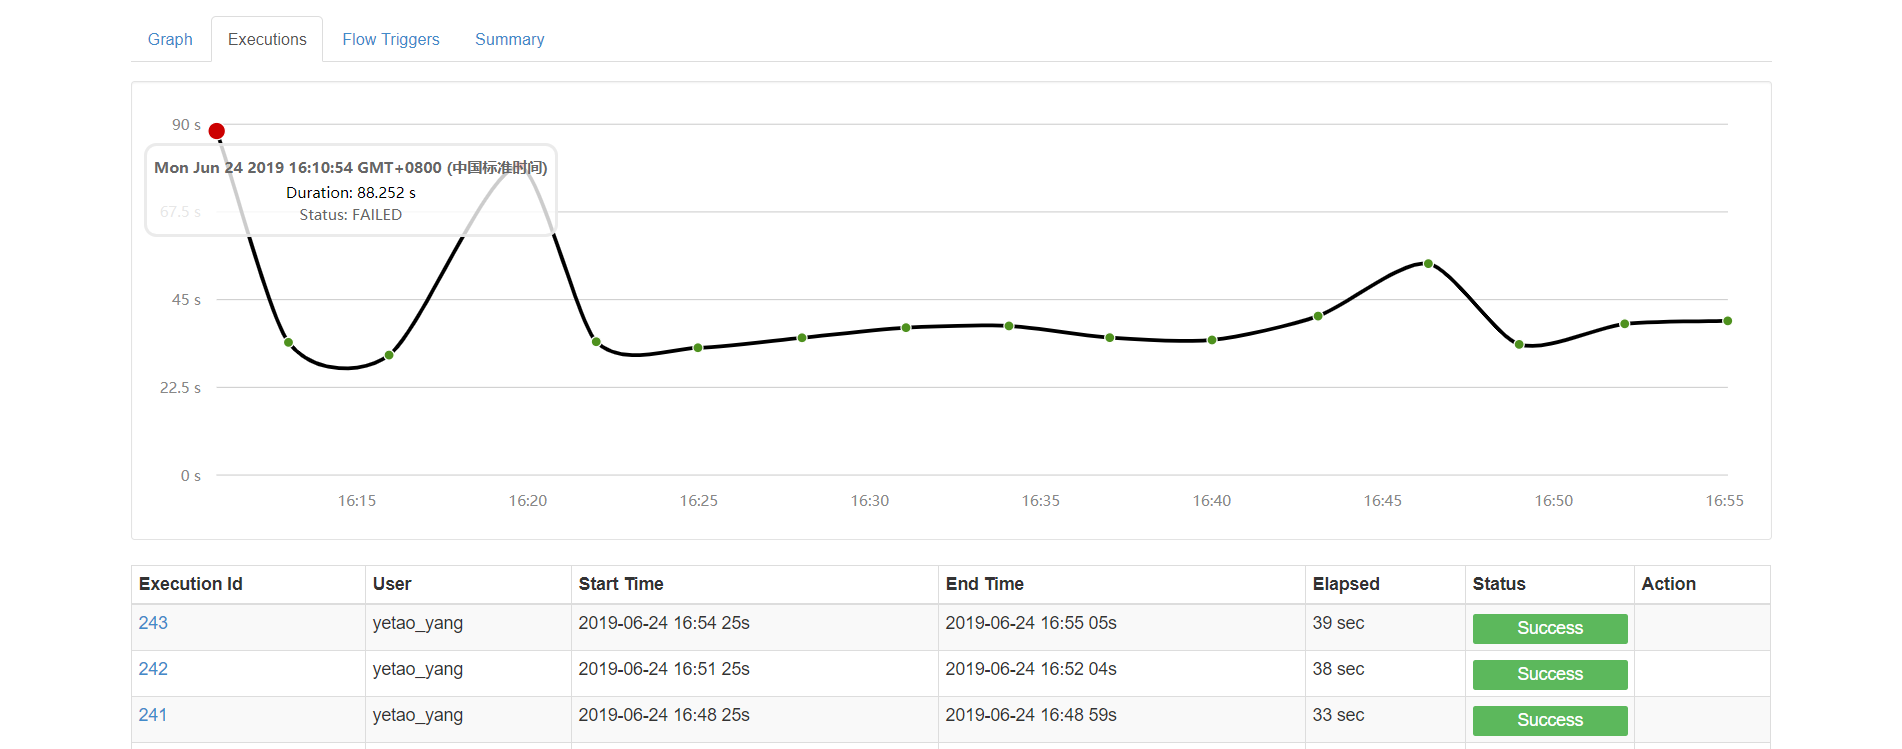 Graph Executions Flow Triggers Summary
90 s
Mon Jun 24 2019 16:10:54 GMT+0800 (中国标准时间)
Duration: 88.252 s
67.5 s
Status: FAILED
45 s
22.5 s
0 s
16:15 16:20 16:25 16:30 16:35 16:40 16:45 16:50 16:55
Execution Id User Start Time End Time Elapsed Status Action
243 yetao_yang 2019-06-24 16:54 25s 2019-06-24 16:55 05s 39 sec Success
242 yetao_yang 2019-06-24 16:51 25s 2019-06-24 16:52 04s 38 sec Success
241 yetao_yang 2019-06-24 16:48 25s 2019-06-24 16:48 59s 33 sec Success